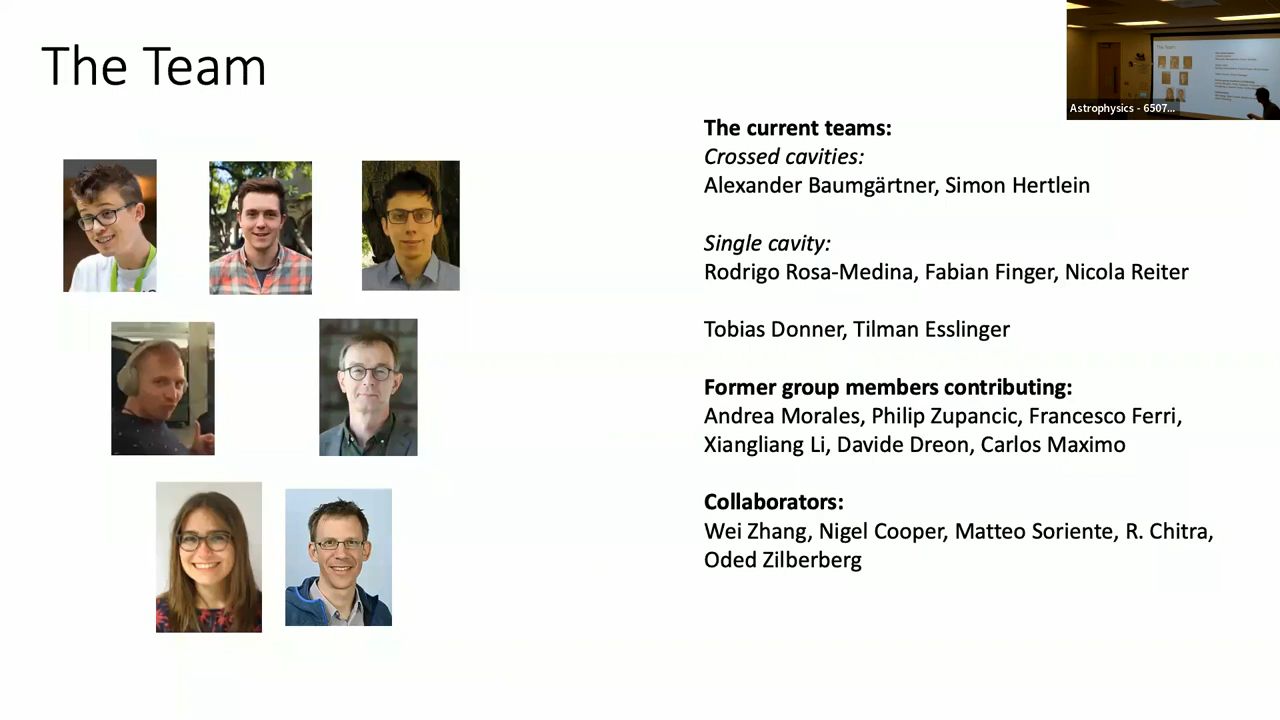 The Team
Astrophysics - 6507...
The current teams:
Crossed cavities:
Alexander Baumgärtner, Simon Hertlein
Single cavity:
Rodrigo Rosa-Medina, Fabian Finger, Nicola Reiter
Tobias Donner, Tilman Esslinger
Former group members contributing:
Andrea Morales, Philip Zupancic, Francesco Ferri,
Xiangliang Li, Davide Dreon, Carlos Maximo
Collaborators:
Wei Zhang, Nigel Cooper, Matteo Soriente, R. Chitra,
Oded Zilberberg